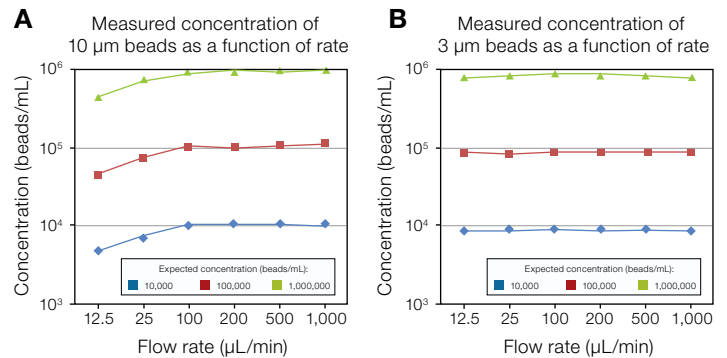 A
Measured concentration of
10 µm beads as a function of rate
Concentration (beads/mL)
10⁶
10⁵
10⁴
10³
Expected concentration (beads/mL):
10,000 100,000 1,000,000
12.5 25 100 200 500 1,000
Flow rate (µL/min)
B
Measured concentration of
3 µm beads as a function of rate
Concentration (beads/mL)
10⁶
10⁵
10⁴
10³
Expected concentration (beads/mL):
10,000 100,000 1,000,000
12.5 25 100 200 500 1,000
Flow rate (µL/min)